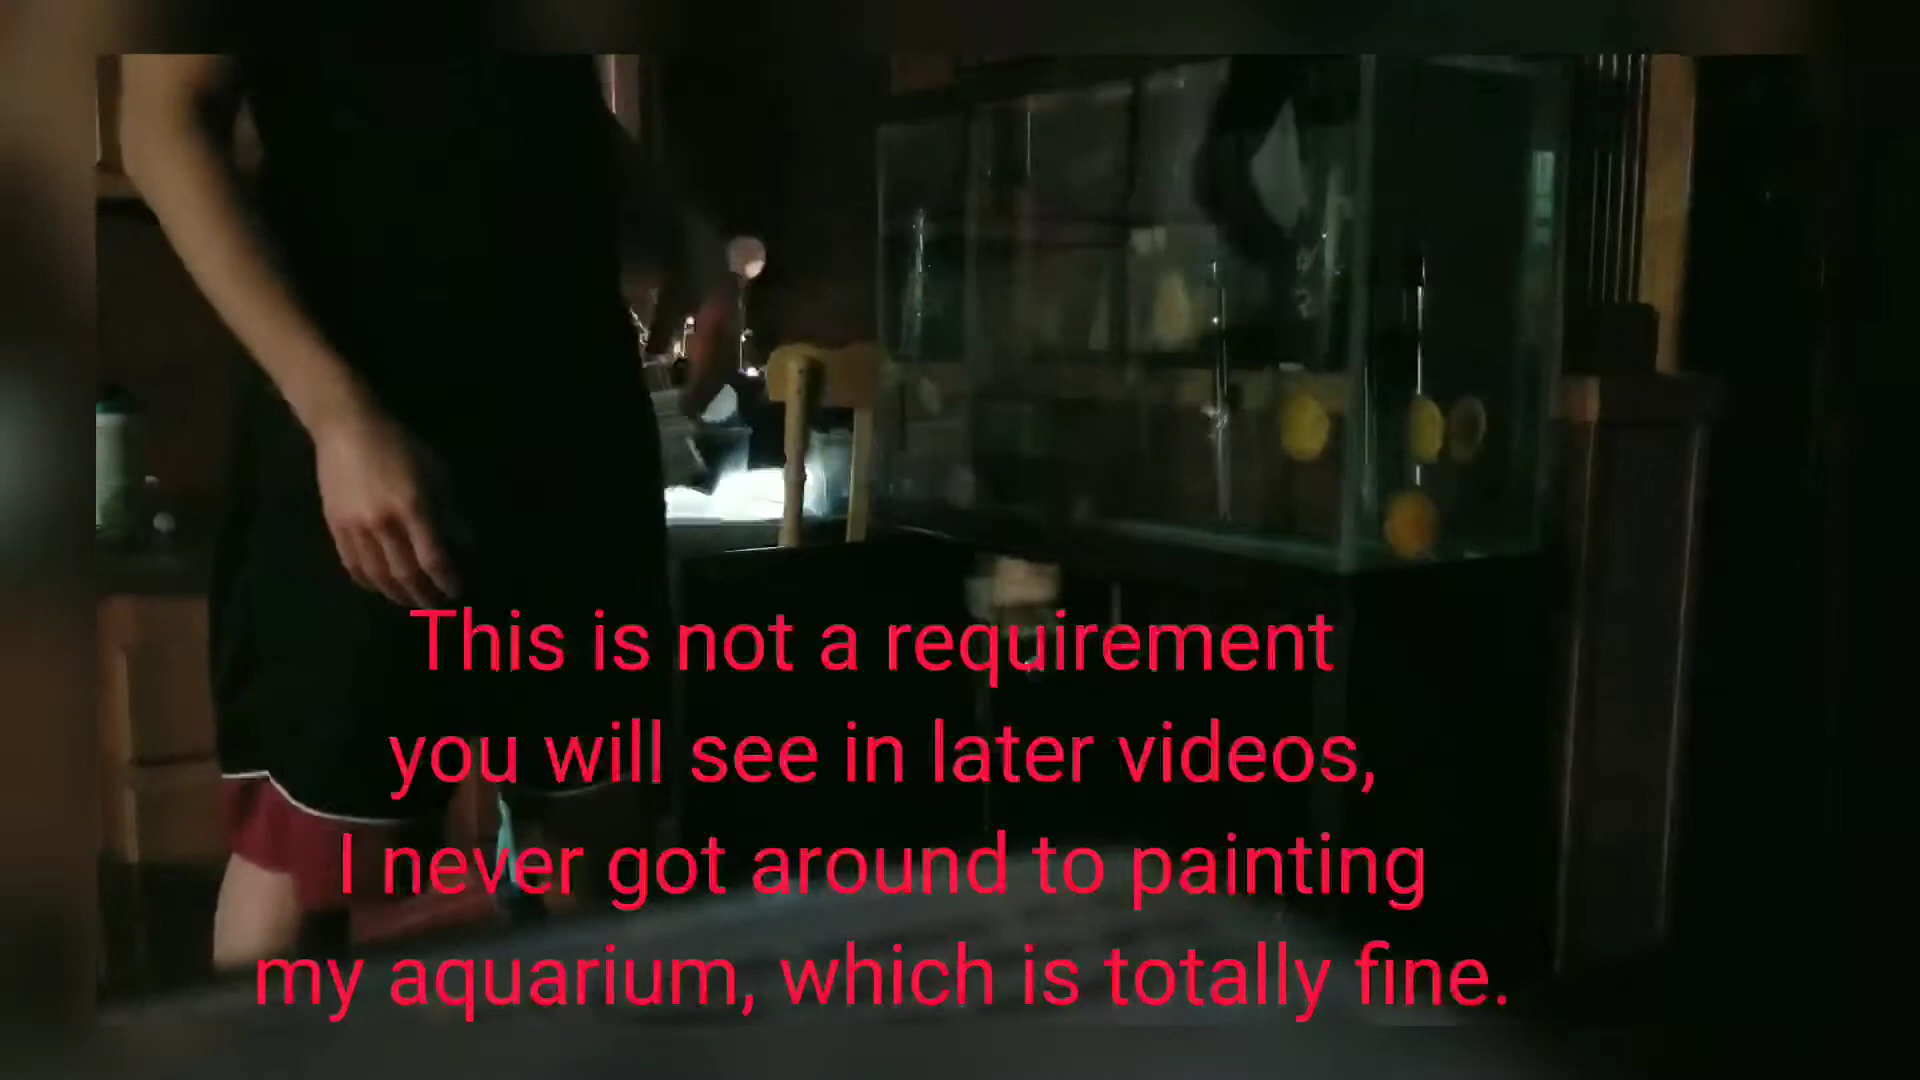 This is not a requirement
you will see in later videos,
I never got around to painting
my aquarium, which is totally fine.